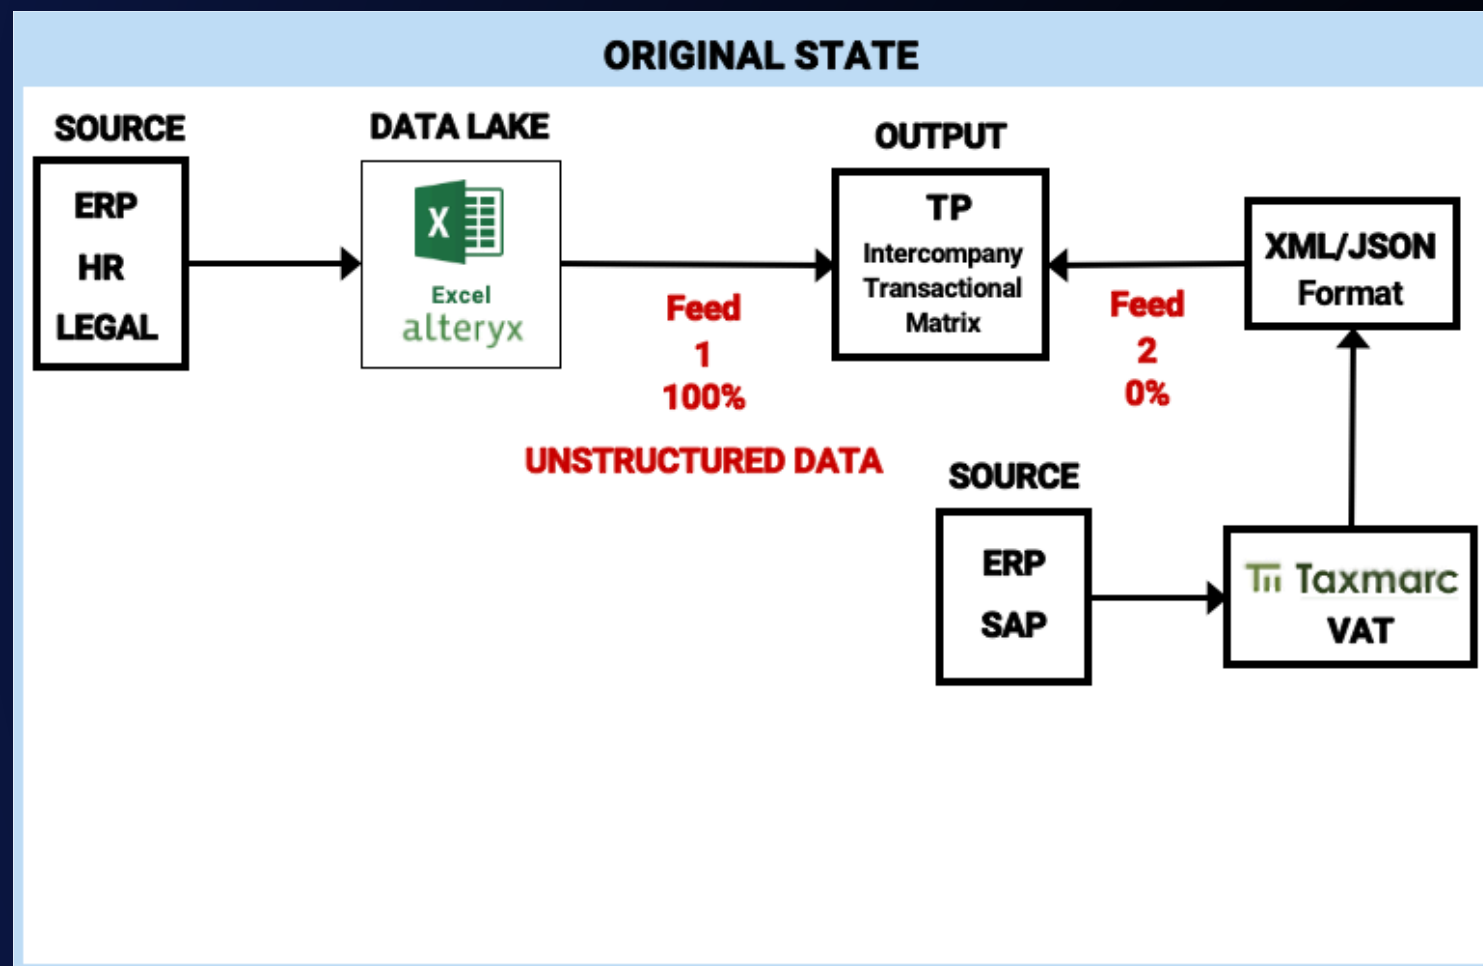 ORIGINAL STATE
SOURCE
ERP
HR
LEGAL
DATA LAKE
X
Excel
alteryx
Feed
1
100%
UNSTRUCTURED DATA
OUTPUT
TP
Intercompany
Transactional
Matrix
Feed
2
0%
XML/JSON
Format
SOURCE
ERP
SAP
Taxmarc
VAT